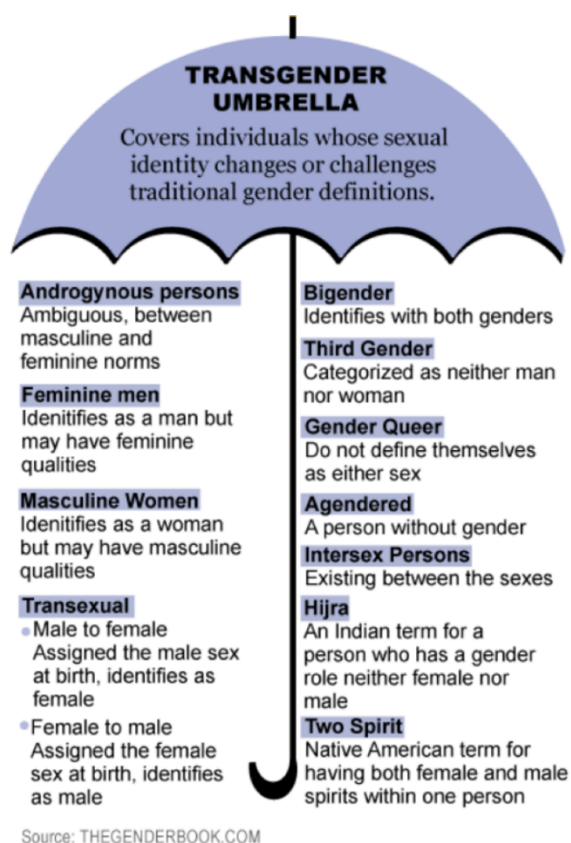 TRANSGENDER
UMBRELLA
Covers individuals whose sexual
identity changes or challenges
traditional gender definitions.
Androgynous persons
Ambiguous, between
masculine and
feminine norms
Feminine men
Idenitifies as a man but
may have feminine
qualities
Masculine Women
Idenitifies as a woman
but may have masculine
qualities
Transexual
Male to female
Assigned the male sex
at birth, identifies as
female
Female to male
Assigned the female
sex at birth, identifies
as male
Bigender
Identifies with both genders
Third Gender
Categorized as neither man
nor woman
Gender Queer
Do not define themselves
as either sex
Agendered
A person without gender
Intersex Persons
Existing between the sexes
Hijra
An Indian term for a
person who has a gender
role neither female nor
male
Two Spirit
Native American term for
having both female and male
spirits within one person
Source: THEGENDERBOOK.COM